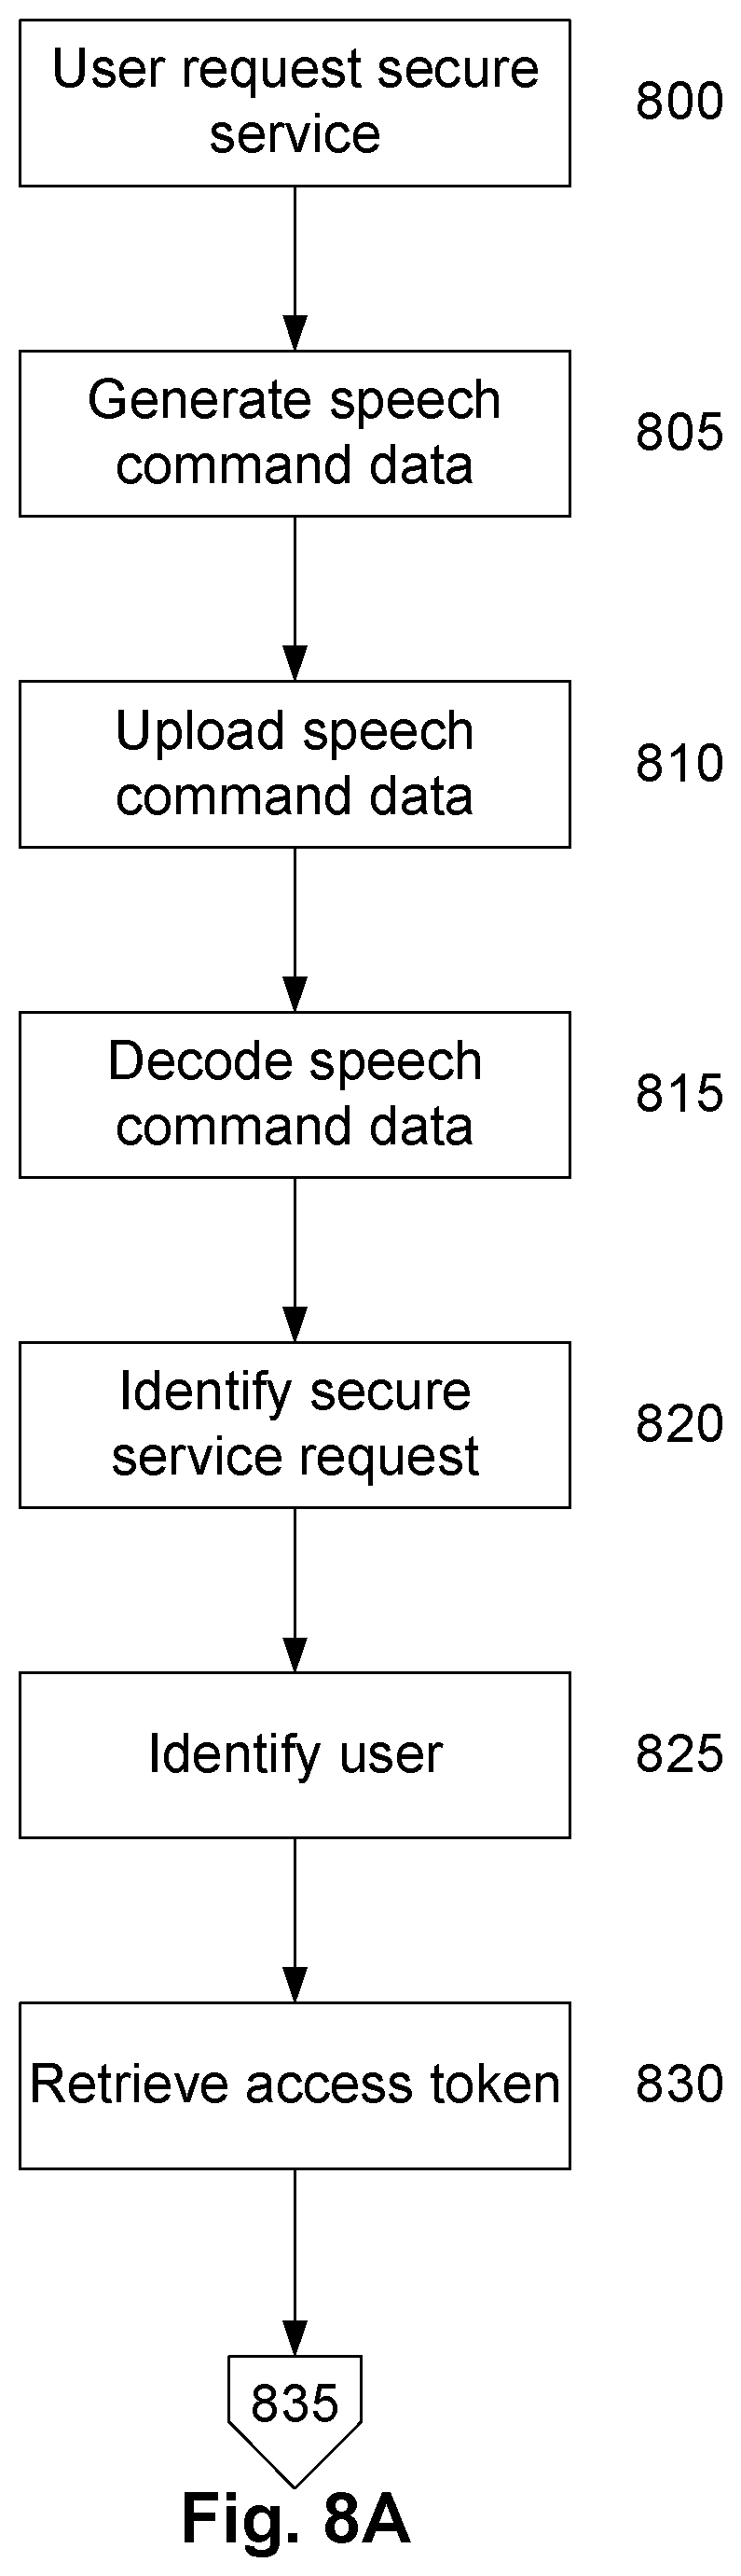 User request secure
service
800
Generate speech
command data
805
Upload speech
command data
810
Decode speech
command data
815
Identify secure
service request
820
Identify user
825
Retrieve access token
830
835
Fig. 8A